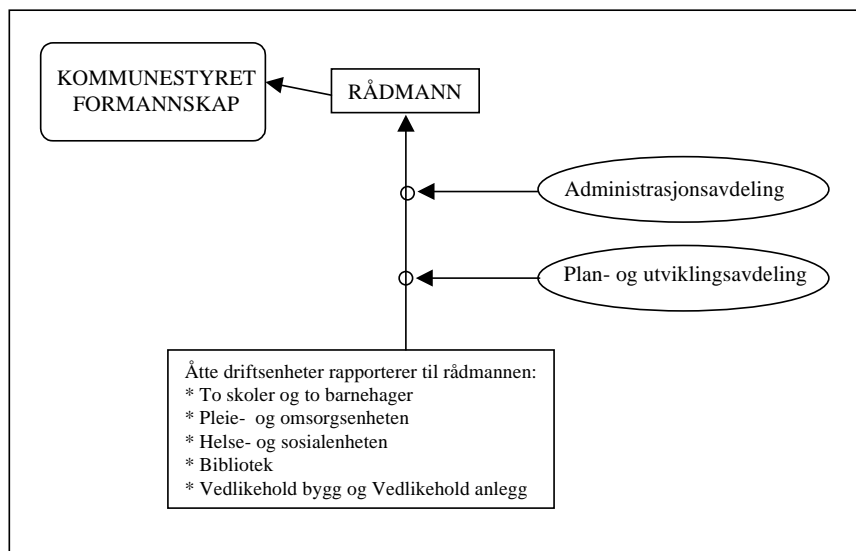 KOMMUNESTYRET
FORMANNSKAP
RÅDMANN
Administrasjonsavdeling
Plan- og utviklingsavdeling
Åtte driftsenheter rapporterer til rådmannen:
* To skoler og to barnehager
* Pleie- og omsorgsenheten
* Helse- og sosialenheten
* Bibliotek
* Vedlikehold bygg og Vedlikehold anlegg